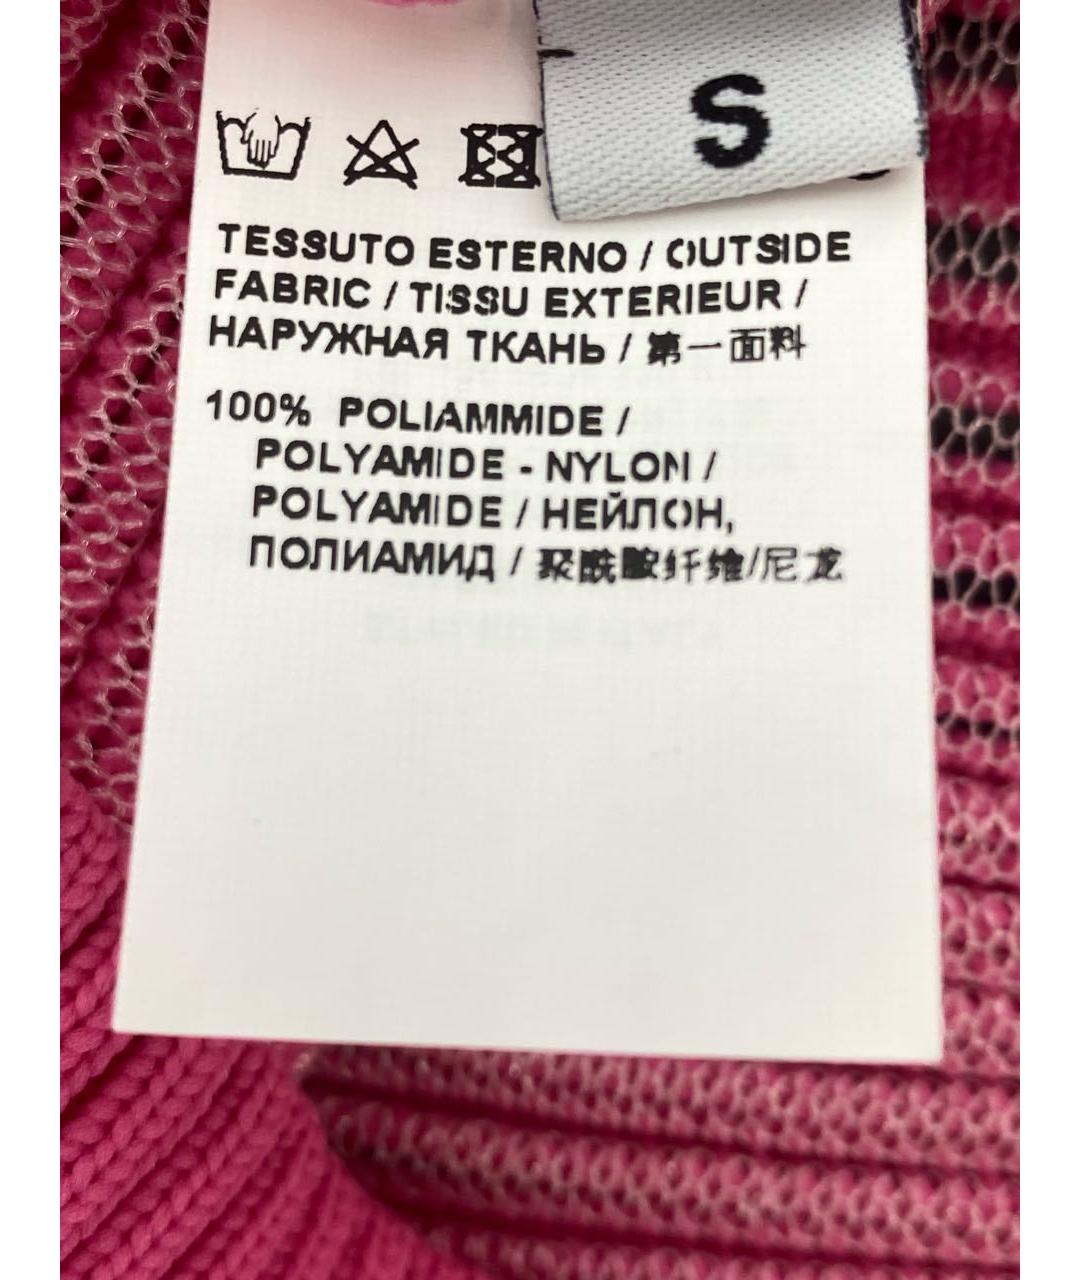 S
TESSUTO ESTERNO / OUTSIDE
FABRIC / TISSU EXTERIEUR /
НАРУЖНАЯ ТКАНЬ / 第一面料
100% POLIAMMIDE /
POLYAMIDE - NYLON /
POLYAMIDE / НЕЙЛОН,
ПОЛИАМИД / 聚酰胺纤维/尼龙